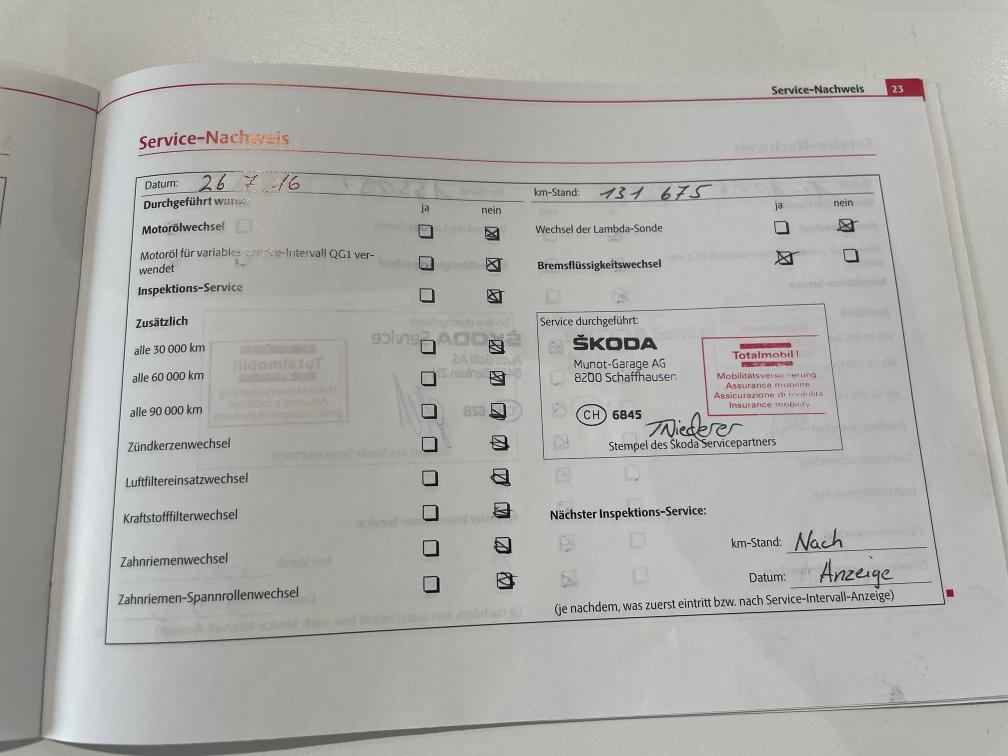 Service-Nachweis 23
Service-Nachweis
Datum: 26 7 16
km-Stand: 131 675
Durchgeführt
ja nein
ja nein
Motorölwechsel
Wechsel der Lambda-Sonde
Motoröl für variables Service-Intervall QG1 ver-
wendet
Bremsflüssigkeitswechsel
Inspektions-Service
Zusätzlich
alle 30 000 km
alle 60 000 km
alle 90 000 km
Zündkerzenwechsel
Luftfiltereinsatzwechsel
Kraftstofffilterwechsel
Zahnriemenwechsel
Zahnriemen-Spannrollenwechsel
Service durchgeführt:
ŠKODA
Munot-Garage AG
8200 Schaffhausen
CH 6845
Totalmobil!
Mobilitätsversicherung
Assurance mobilité
Assicurazione di mobilità
Insurance mobility
TNiederer
Stempel des Škoda Servicepartners
Nächster Inspektions-Service:
km-Stand: Nach
Datum: Anzeige
(je nachdem, was zuerst eintritt bzw. nach Service-Intervall-Anzeige)